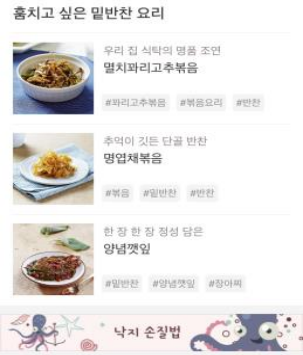 훔치고 싶은 밑반찬 요리
우리 집 식탁의 명품 조연
멸치꽈리고추볶음
#꽈리고추볶음 #볶음요리 #반찬
추억이 깃든 단골 반찬
명엽채볶음
#볶음 #밑반찬 #반찬
한 장 한 장 정성 담은
양념깻잎
#밑반찬 #양념깻잎 #장아찌
낙지 손질법